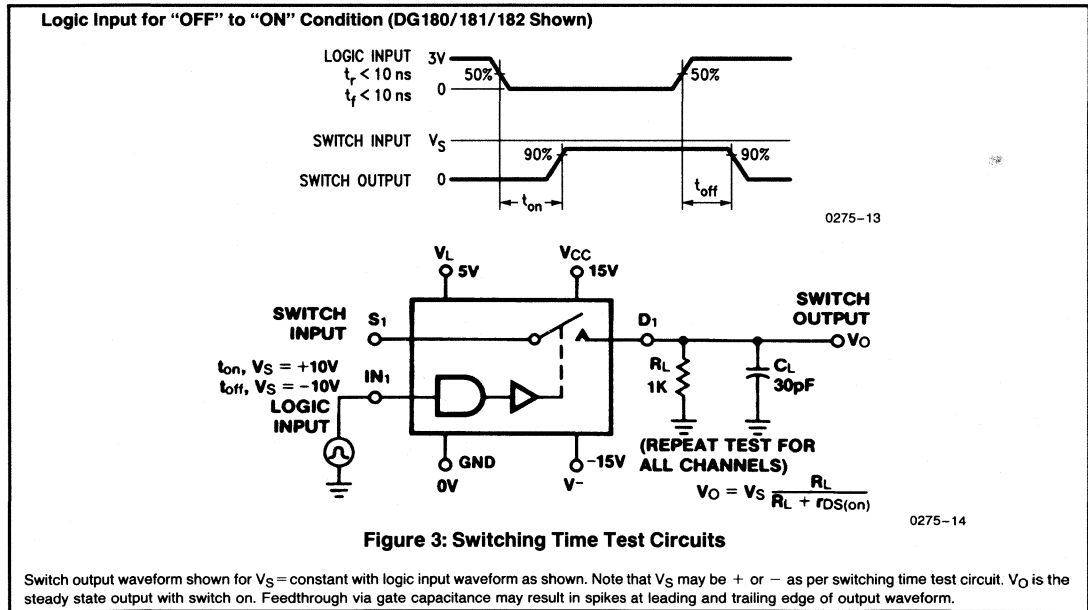 Logic Input for “OFF” to “ON” Condition (DG180/181/182 Shown)
LOGIC INPUT 3V
tr < 10 ns 50% 50%
tf < 10 ns 0
SWITCH INPUT VS
90% 90%
SWITCH OUTPUT 0
ton toff
0275-13
VL 5V VCC 15V
SWITCH INPUT S1 D1 SWITCH OUTPUT VO
ton, VS = +10V
toff, VS = −10V
LOGIC INPUT IN1
RL 1K CL 30pF
GND 0V −15V V−
(REPEAT TEST FOR
ALL CHANNELS)
VO = VS RL / RL + rDS(on)
0275-14
Figure 3: Switching Time Test Circuits
Switch output waveform shown for VS = constant with logic input waveform as shown. Note that VS may be + or − as per switching time test circuit. VO is the
steady state output with switch on. Feedthrough via gate capacitance may result in spikes at leading and trailing edge of output waveform.